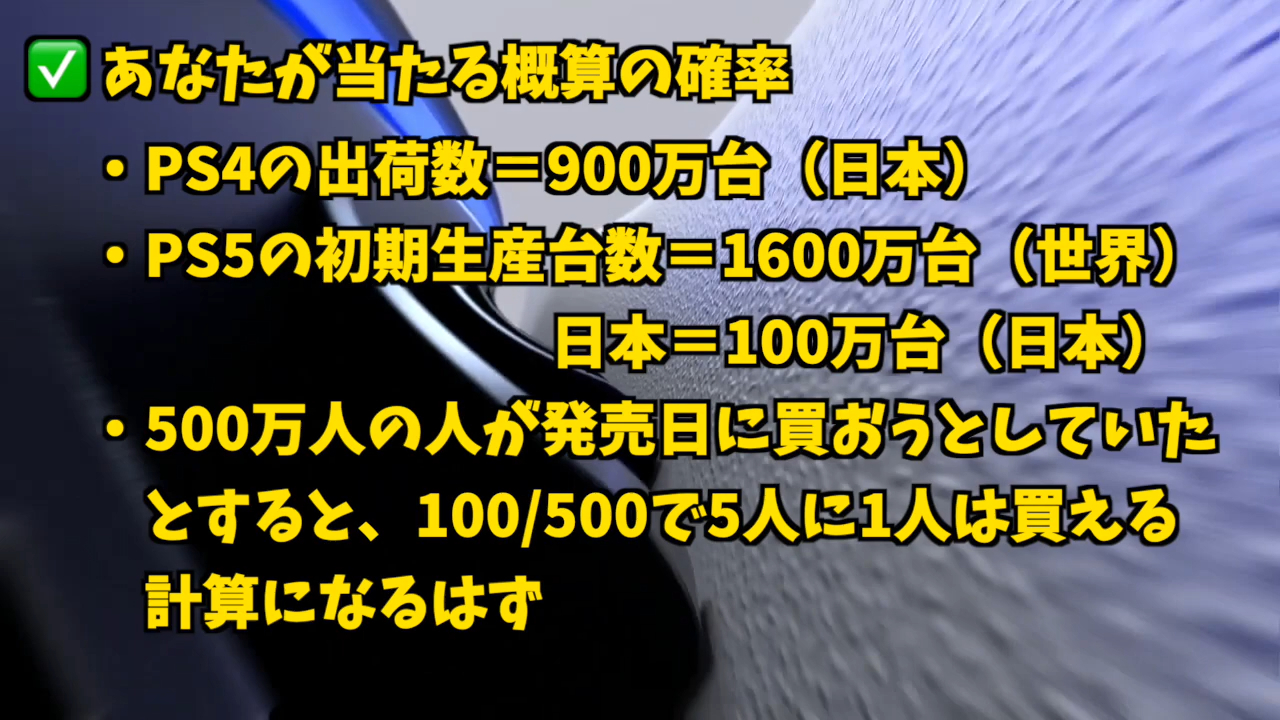 ✅ あなたが当たる概算の確率
・PS4の出荷数＝900万台（日本）
・PS5の初期生産台数＝1600万台（世界）
日本＝100万台（日本）
・500万人の人が発売日に買おうとしていた
とすると、100/500で5人に1人は買える
計算になるはず